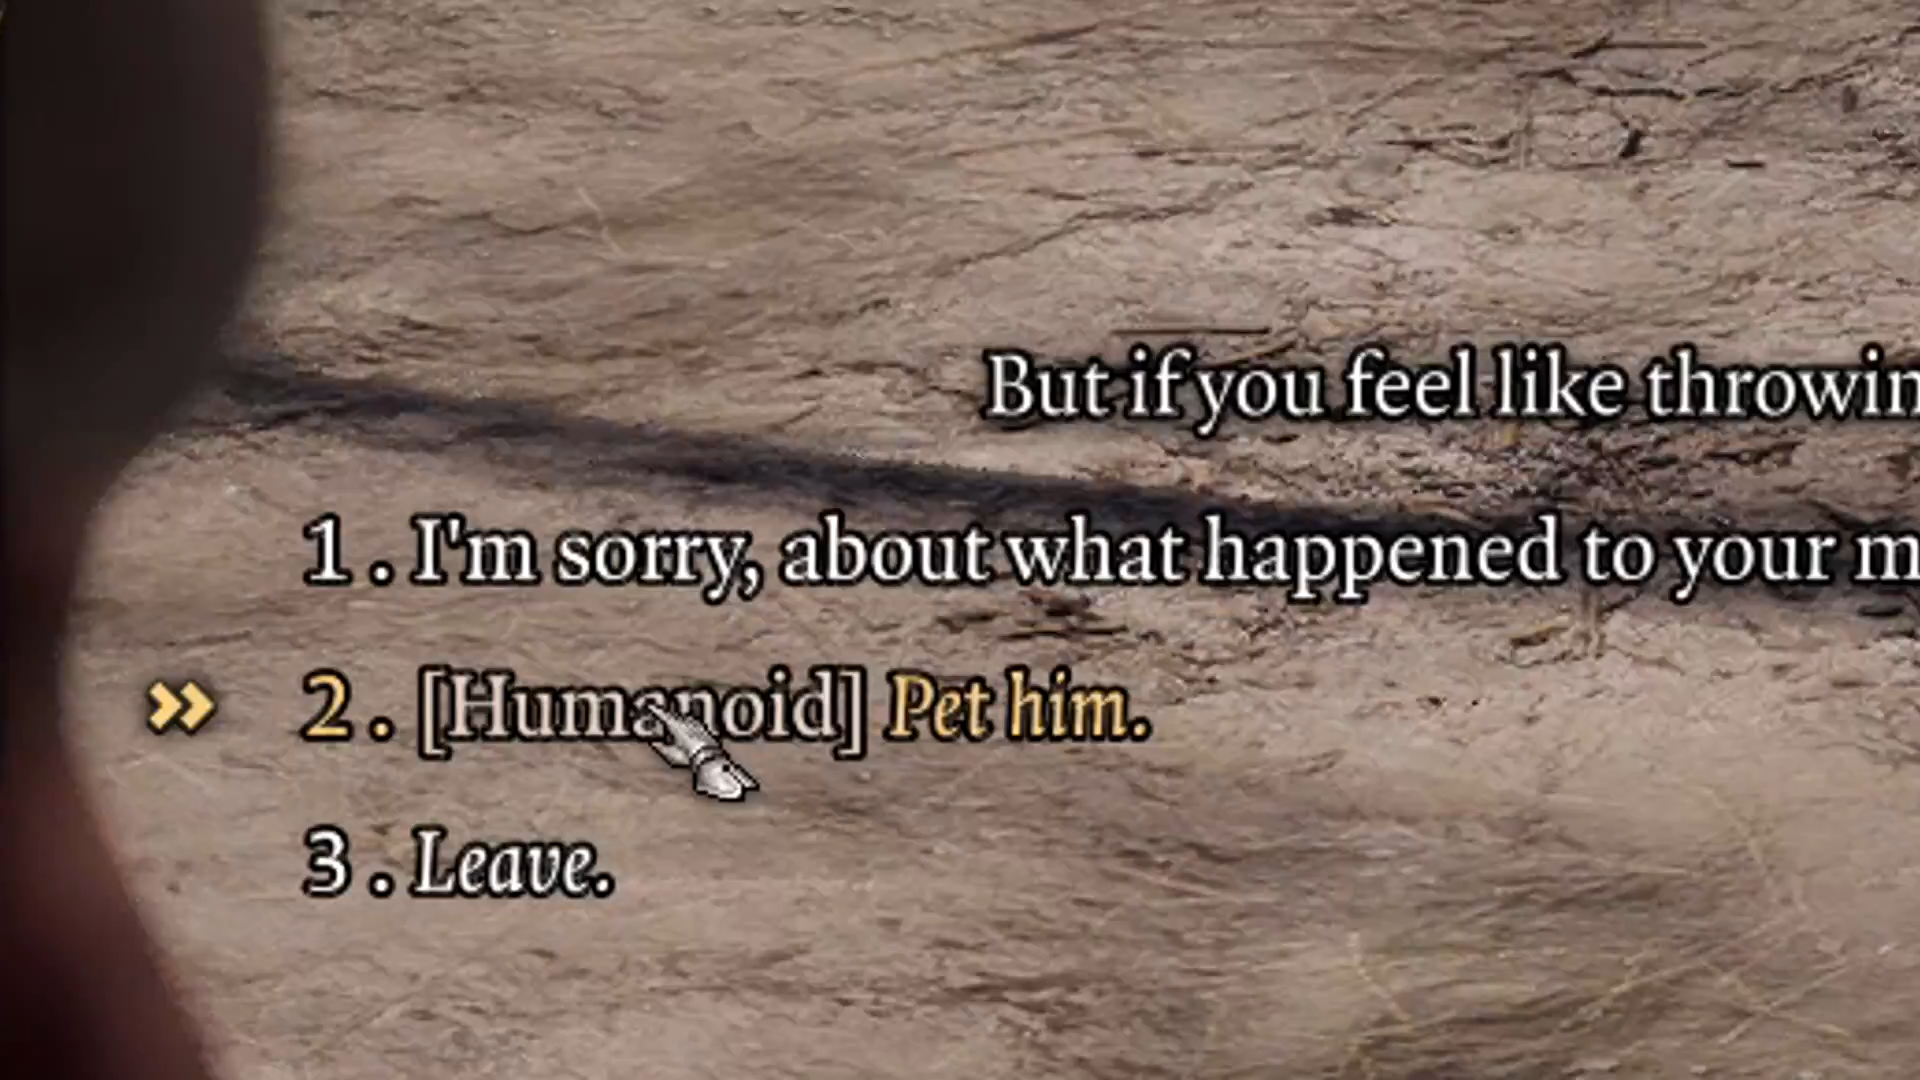 But if you feel like throwin
1. I'm sorry, about what happened to your m
2. [Humanoid] Pet him.
3. Leave.